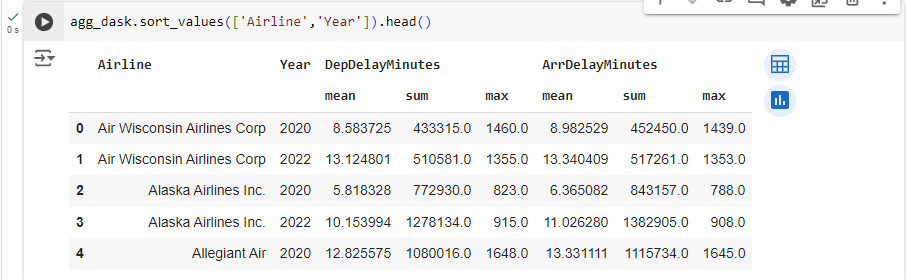 agg_dask.sort_values(['Airline','Year']).head()
0 s
Airline Year DepDelayMinutes ArrDelayMinutes
mean sum max mean sum max
0 Air Wisconsin Airlines Corp 2020 8.583725 433315.0 1460.0 8.982529 452450.0 1439.0
1 Air Wisconsin Airlines Corp 2022 13.124801 510581.0 1355.0 13.340409 517261.0 1353.0
2 Alaska Airlines Inc. 2020 5.818328 772930.0 823.0 6.365082 843157.0 788.0
3 Alaska Airlines Inc. 2022 10.153994 1278134.0 915.0 11.026280 1382905.0 908.0
4 Allegiant Air 2020 12.825575 1080016.0 1648.0 13.331111 1115734.0 1645.0